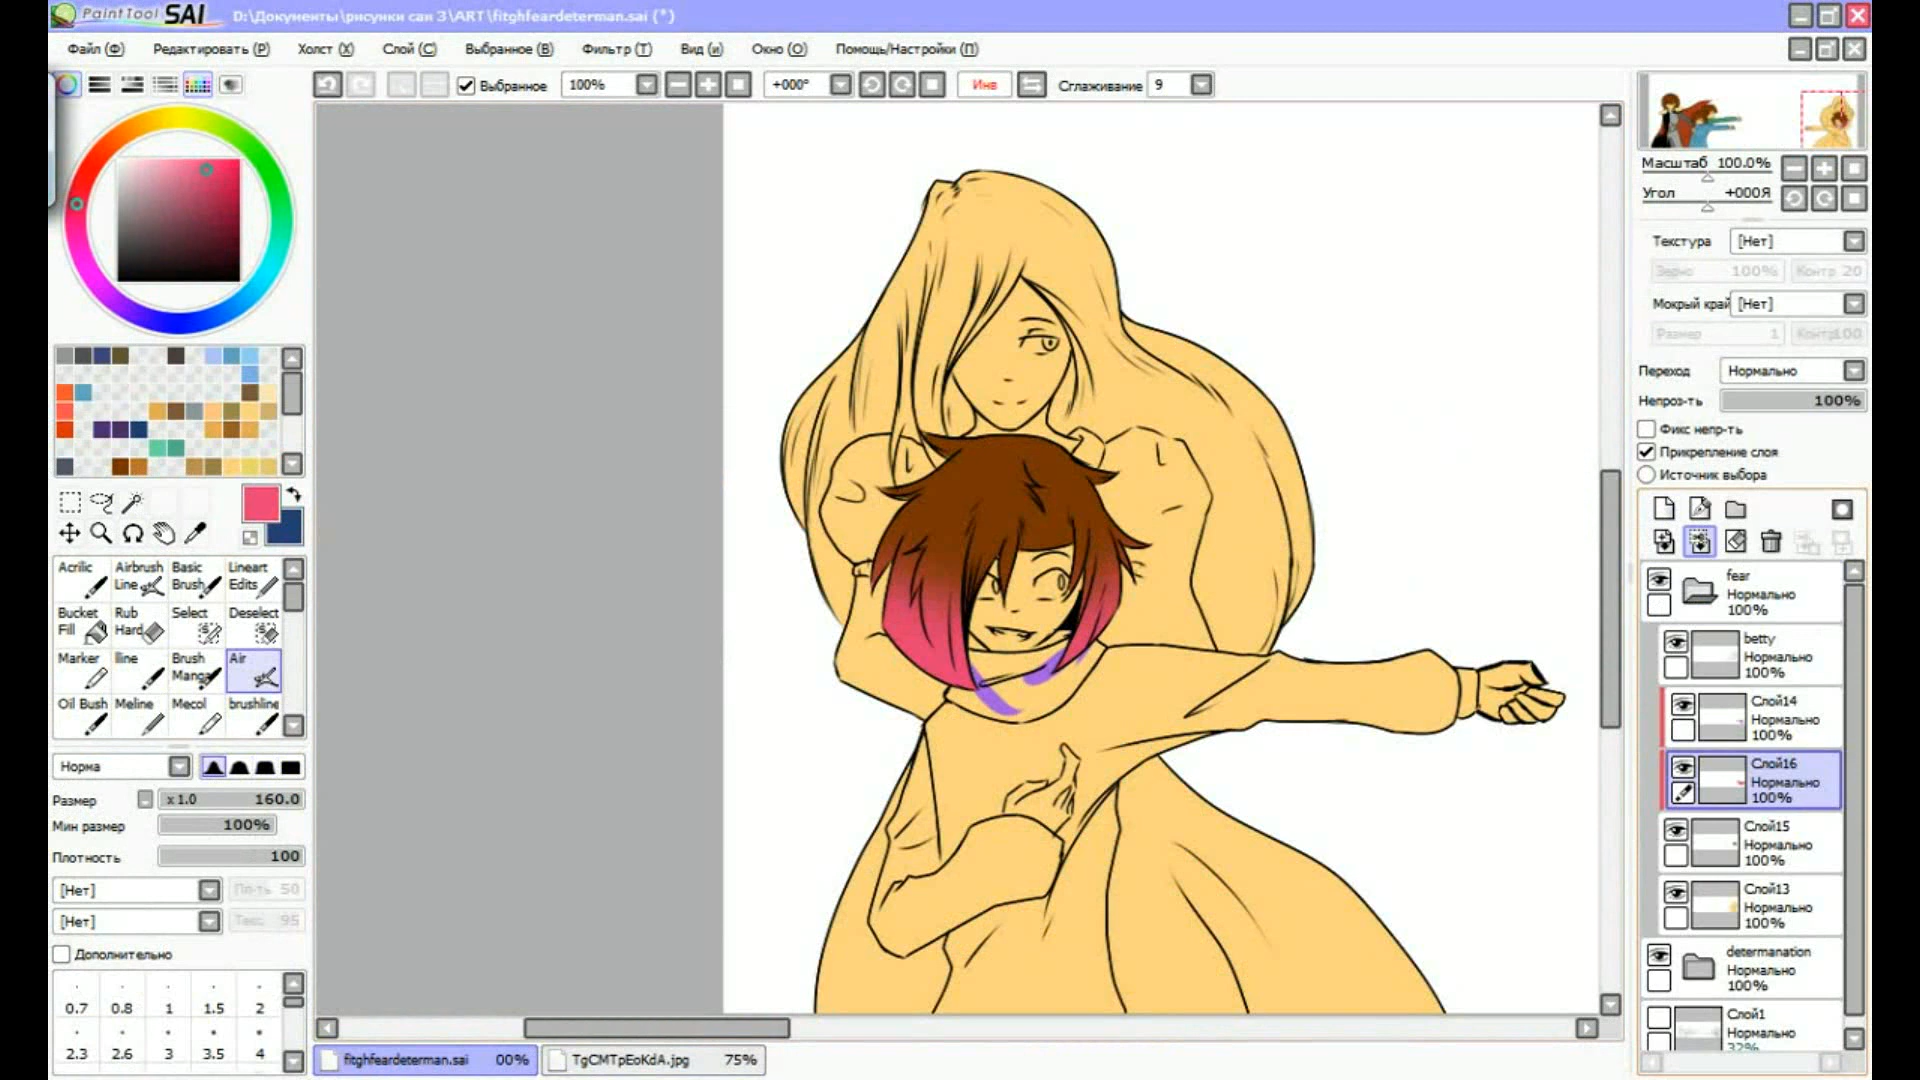 PaintTool SAI D:\Документы\рисунки саи 3\ART\fitghfeardeterman.sai (*)
Файл (Ф) Редактировать (Р) Холст (Х) Слой (С) Выбранное (В) Фильтр (Т) Вид (и) Окно (О) Помощь/Настройки (П)
Выбранное 100% +000° Инв Сглаживание 9
Масштаб 100.0%
Угол +000Я
Текстура [Нет]
Зерно 100% Контр 20
Мокрый край [Нет]
Размер 1 Контр100
Переход Нормально
Непроз-ть 100%
Фикс непр-ть
Прикрепление слоя
Источник выбора
Acrilic Airbrush Line Basic Brush Lineart Edits
Bucket Fill Rub Hard Select Deselect
Marker lline Brush Manga Air
Oil Bush Meline Mecol brushline
Норма
Размер x 1.0 160.0
Мин размер 100%
Плотность 100
[Нет] Пл-ть 50
[Нет] Текс. 95
Дополнительно
0.7 0.8 1 1.5 2
2.3 2.6 3 3.5 4
fear
Нормально
100%
betty
Нормально
100%
Слой14
Нормально
100%
Слой16
Нормально
100%
Слой15
Нормально
100%
Слой13
Нормально
100%
determanation
Нормально
100%
Слой1
Нормально
32%
fitghfeardeterman.sai 00% TgCMTpEoKdA.jpg 75%